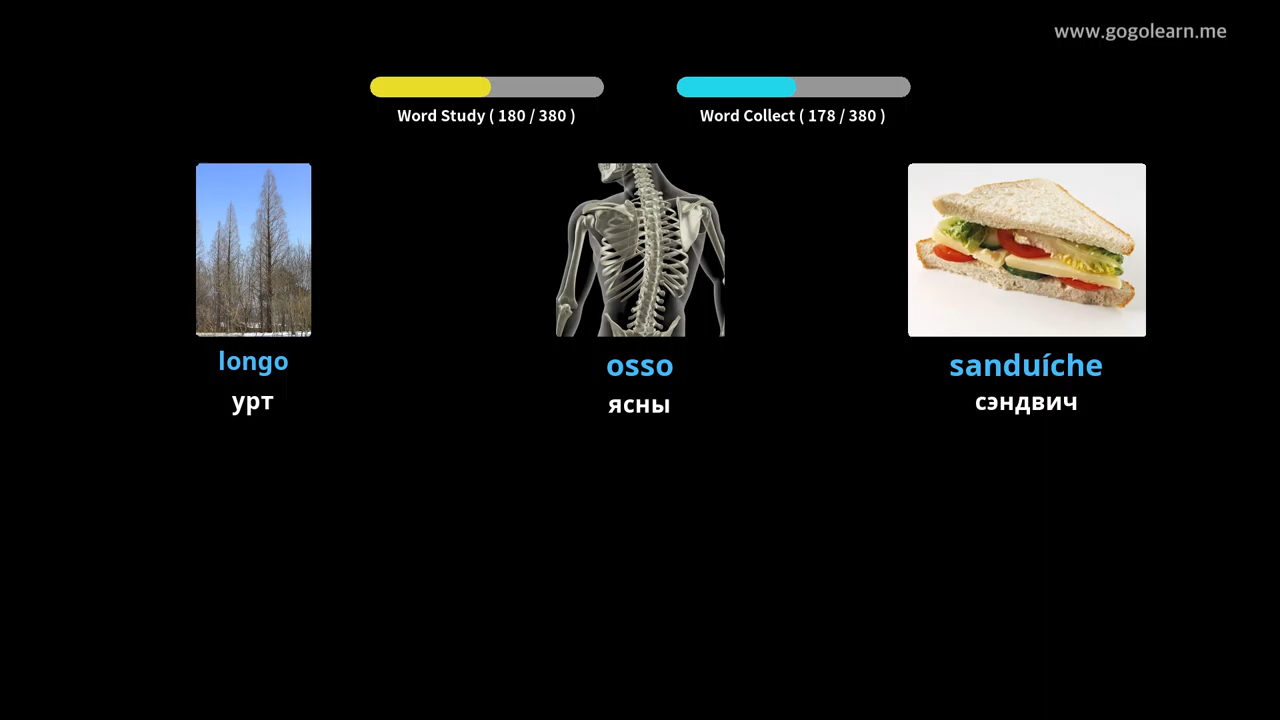 www.gogolearn.me
Word Study ( 180 / 380 )
Word Collect ( 178 / 380 )
longo
урт
osso
ясны
sanduíche
сэндвич